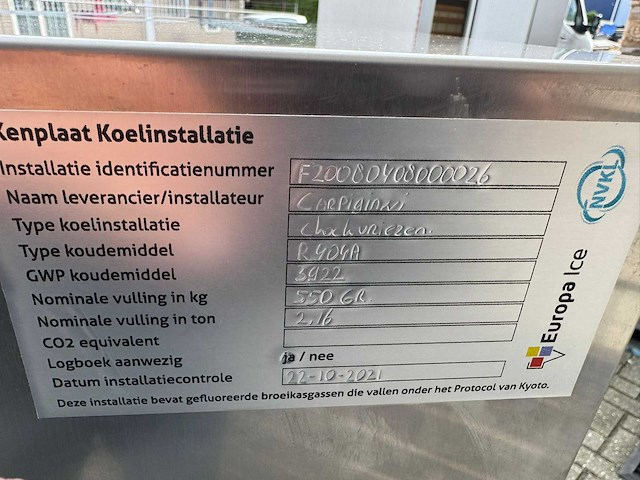 Kenplaat Koelinstallatie
Installatie identificatienummer F20080408000026
Naam leverancier/installateur CARPIGIANI
Type koelinstallatie
Type koudemiddel R404A
GWP koudemiddel 3922
Nominale vulling in kg 550 GR.
Nominale vulling in ton 2.16
CO2 equivalent
Logboek aanwezig ja / nee
Datum installatiecontrole 22-10-2021
Deze installatie bevat gefluoreerde broeikasgassen die vallen onder het Protocol van Kyoto.
NVKL
Europa Ice